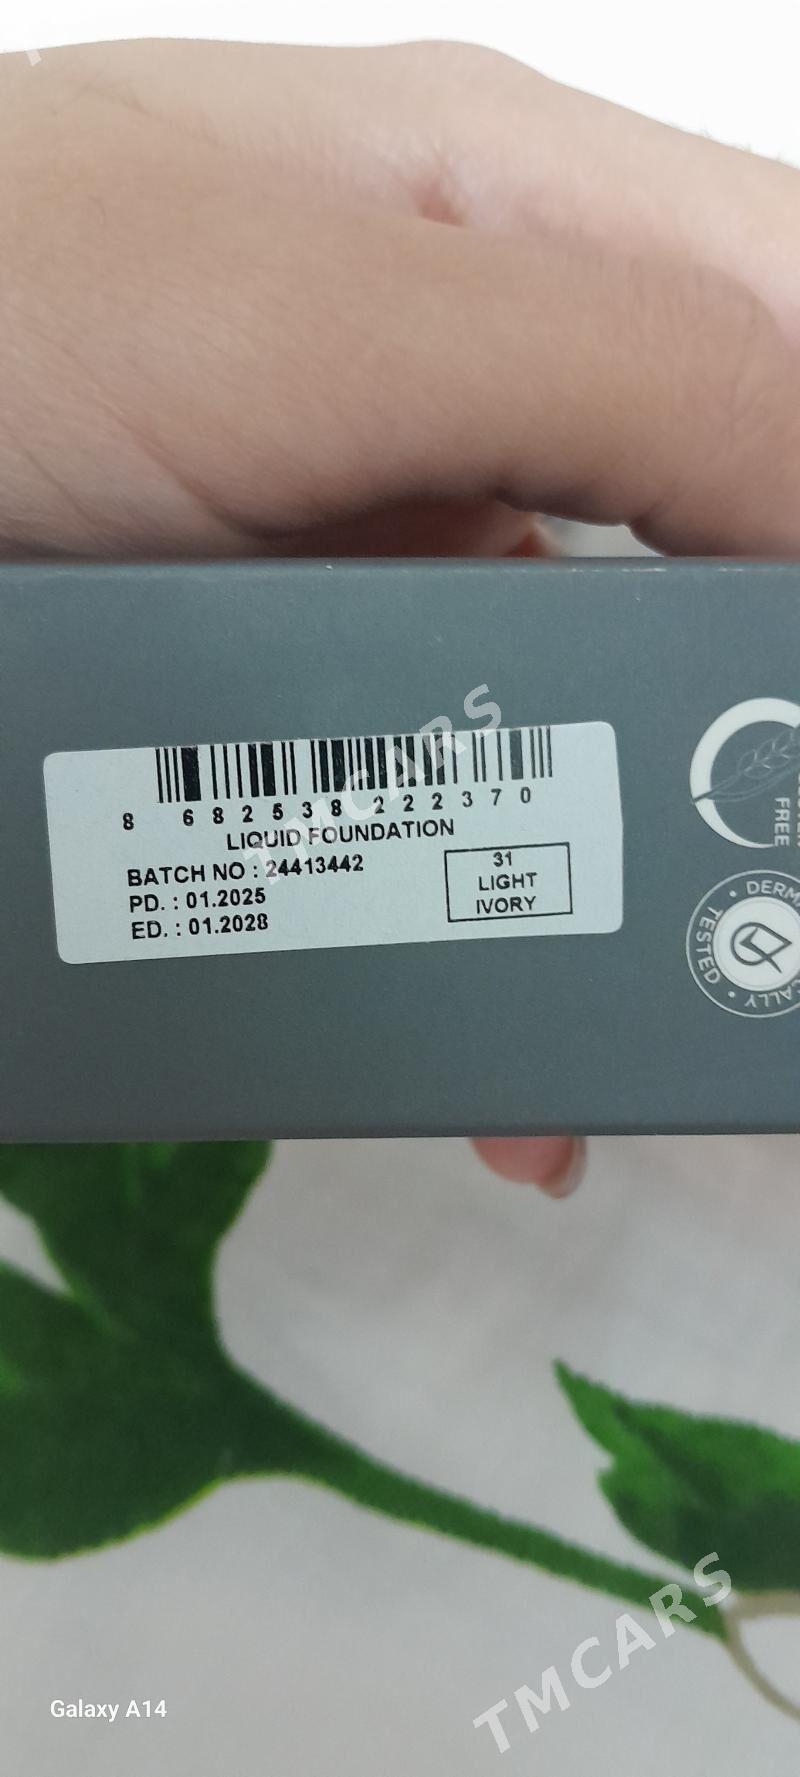 TMCARS
8 682538 222370
LIQUID FOUNDATION
BATCH NO : 24413442
PD. : 01.2025
ED. : 01.2028
31
LIGHT
IVORY
FREE
TESTED
Galaxy A14
TMCARS